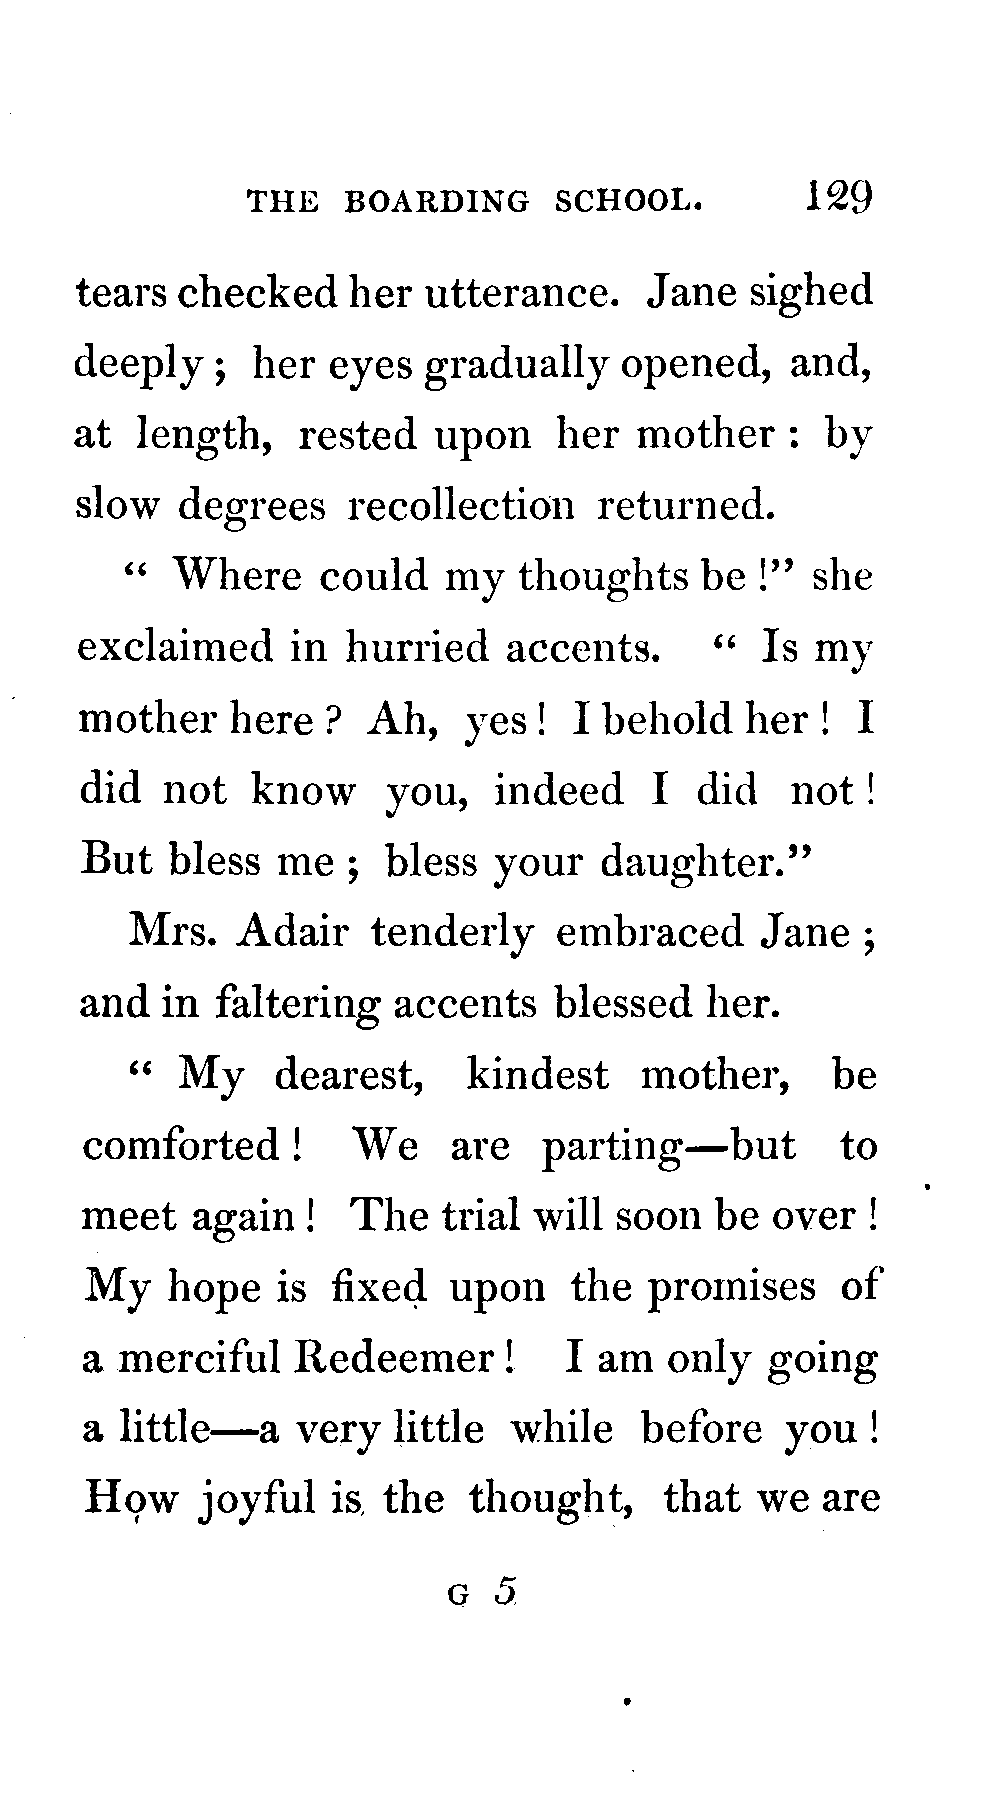 THE BOARDING SCHOOL. 129
tears checked her utterance. Jane sighed
deeply ; her eyes gradually opened, and,
at length, rested upon her mother : by
slow degrees recollection returned.
“ Where could my thoughts be !” she
exclaimed in hurried accents. “ Is my
mother here ? Ah, yes ! I behold her ! I
did not know you, indeed I did not !
But bless me ; bless your daughter.”
Mrs. Adair tenderly embraced Jane ;
and in faltering accents blessed her.
“ My dearest, kindest mother, be
comforted ! We are parting—but to
meet again ! The trial will soon be over !
My hope is fixed upon the promises of
a merciful Redeemer ! I am only going
a little—a very little while before you !
How joyful is the thought, that we are
G 5